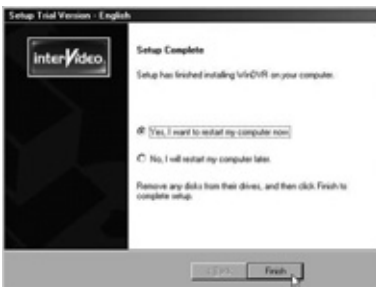 Setup Trial Version - English
interVideo.
Setup Complete
Setup has finished installing WinDVR on your computer.
Yes, I want to restart my computer now.
No, I will restart my computer later.
Remove any disks from their drives, and then click Finish to
complete setup.
< Back
Finish